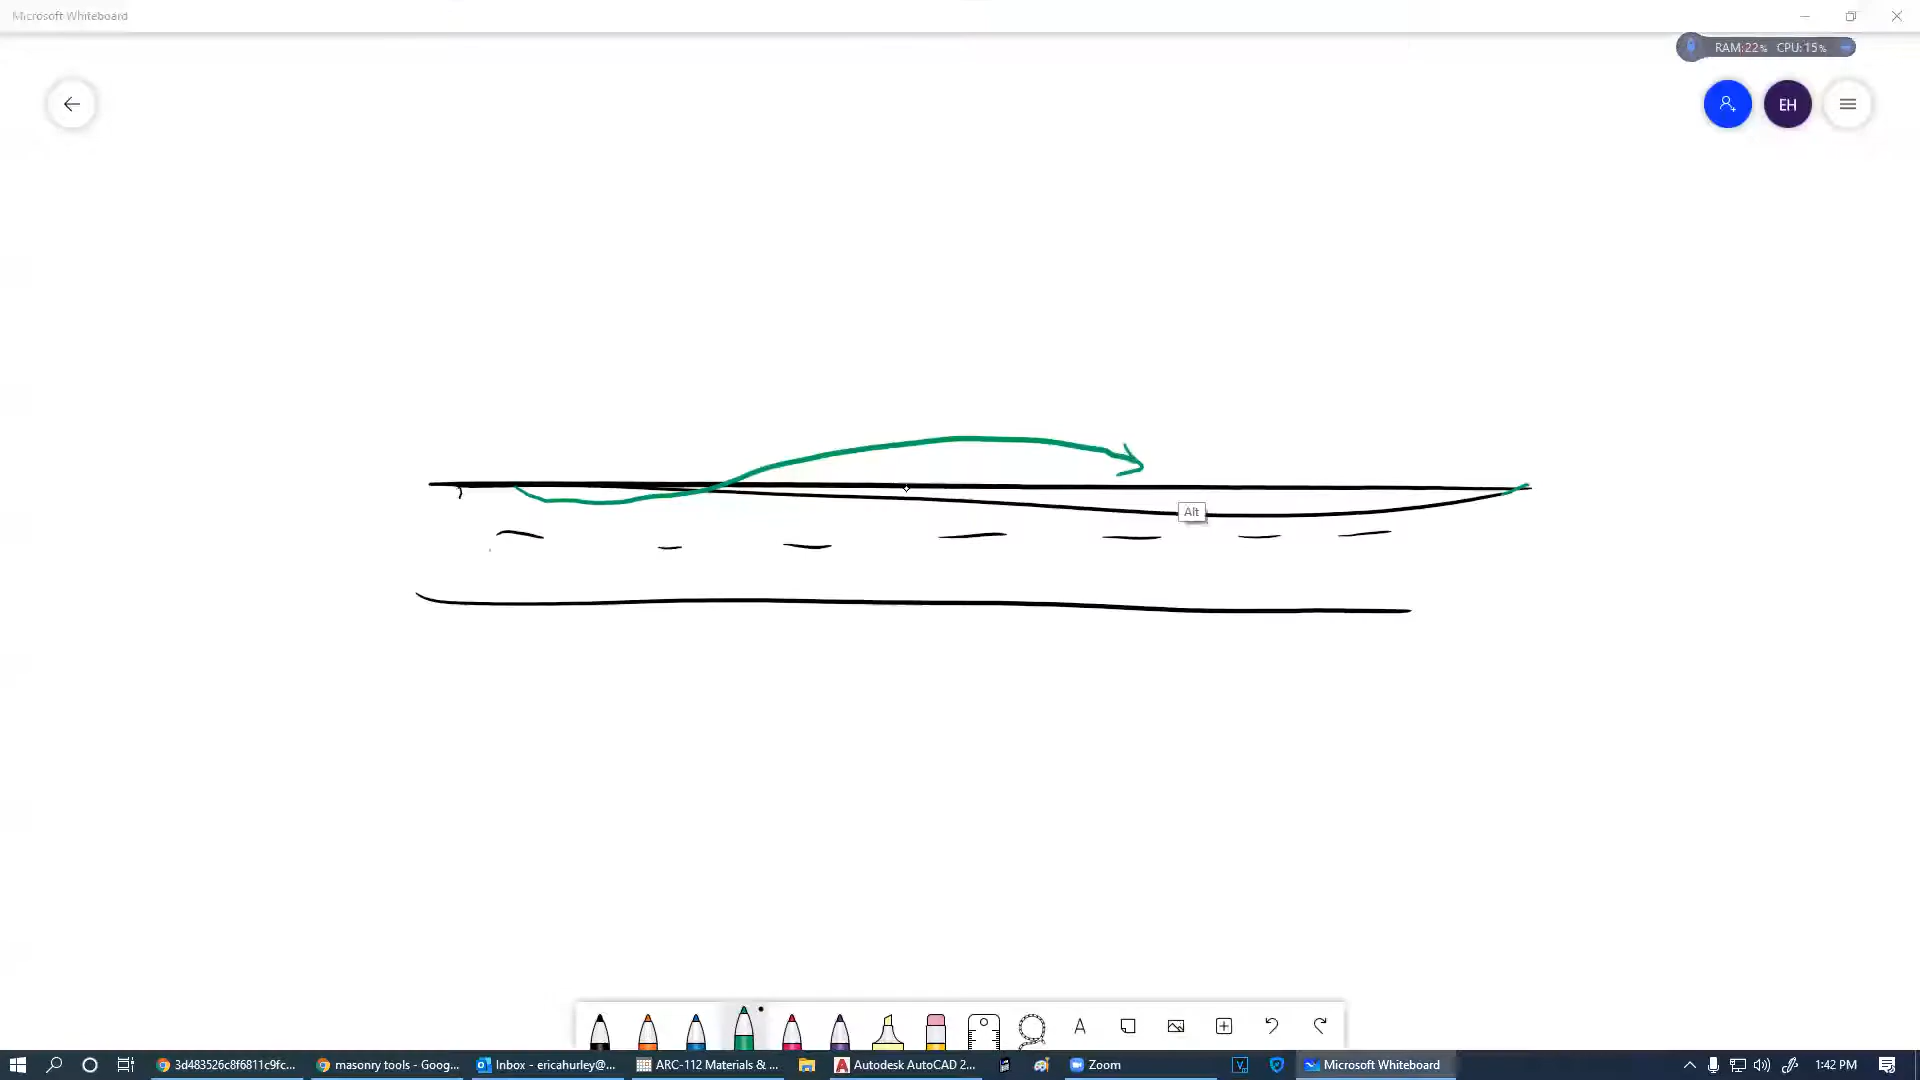 Microsoft Whiteboard
RAM:22% CPU:15%
EH
Alt
A
3d483526c8f6811c9fc...
masonry tools - Goog...
Inbox - ericahurley@...
ARC-112 Materials & ...
Autodesk AutoCAD 2...
Zoom
Microsoft Whiteboard
1:42 PM